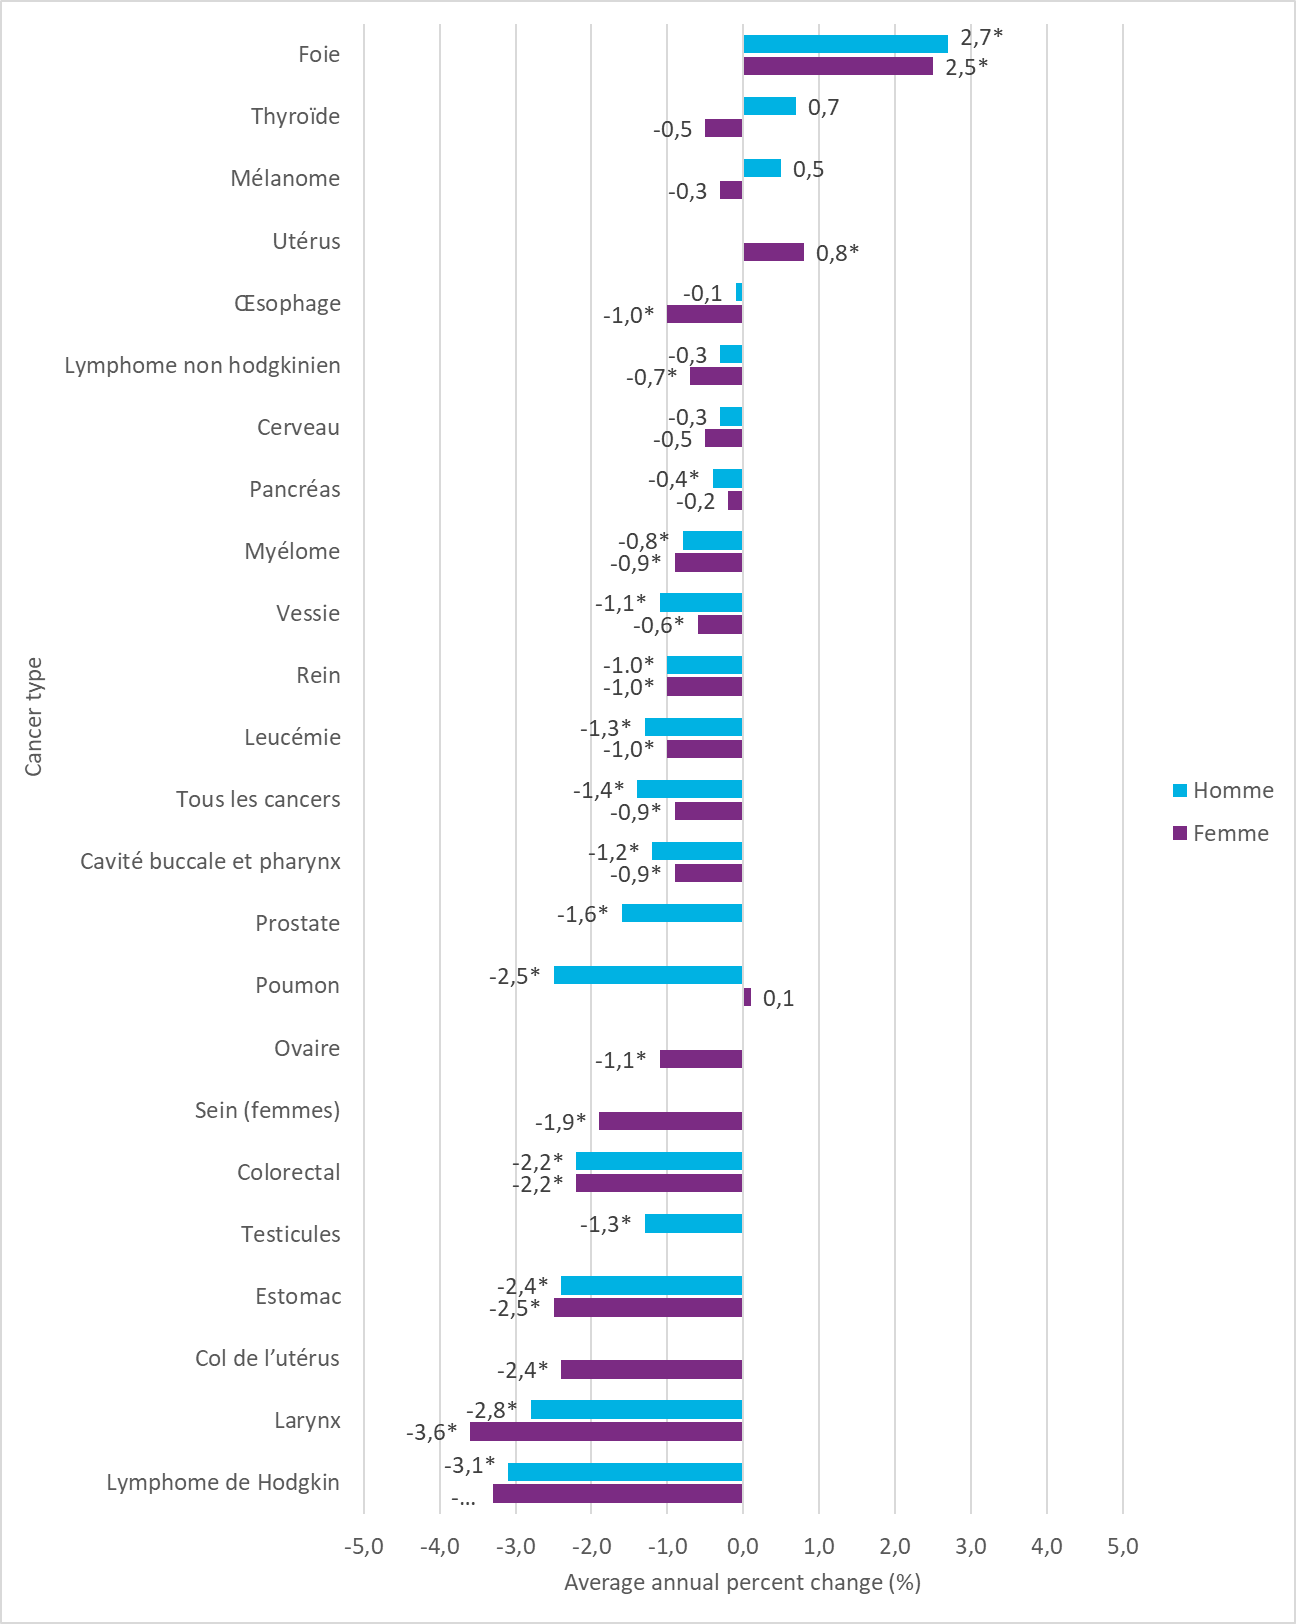 Foie
2,7*
2,5*
Thyroïde
0,7
-0,5
Mélanome
0,5
-0,3
Utérus
0,8*
Œsophage
-0,1
-1,0*
Lymphome non hodgkinien
-0,3
-0,7*
Cerveau
-0,3
-0,5
Pancréas
-0,4*
-0,2
Myélome
-0,8*
-0,9*
Vessie
-1,1*
-0,6*
Rein
-1.0*
-1,0*
Leucémie
-1,3*
-1,0*
Tous les cancers
-1,4*
-0,9*
Cavité buccale et pharynx
-1,2*
-0,9*
Prostate
-1,6*
Poumon
-2,5*
0,1
Ovaire
-1,1*
Sein (femmes)
-1,9*
Colorectal
-2,2*
-2,2*
Testicules
-1,3*
Estomac
-2,4*
-2,5*
Col de l’utérus
-2,4*
Larynx
-2,8*
-3,6*
Lymphome de Hodgkin
-3,1*
-...
Cancer type
Homme
Femme
-5,0 -4,0 -3,0 -2,0 -1,0 0,0 1,0 2,0 3,0 4,0 5,0
Average annual percent change (%)